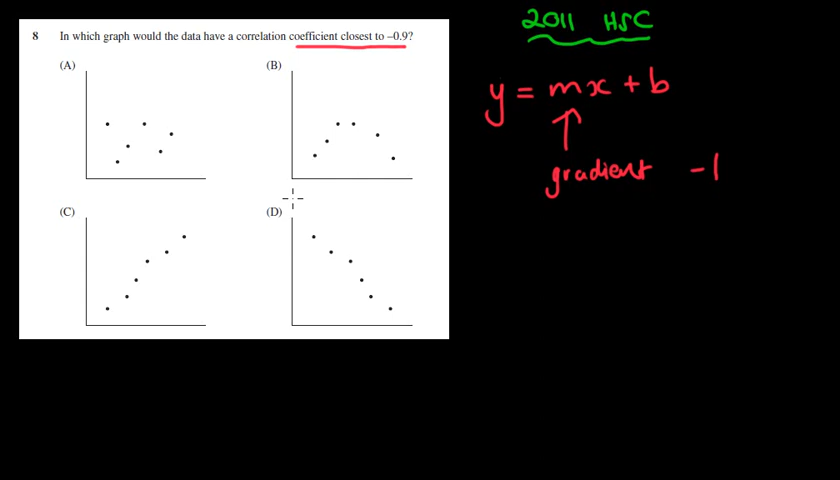 2011 HSC
8 In which graph would the data have a correlation coefficient closest to –0.9?
(A)
(B)
(C)
(D)
y = mx + b
gradient -1